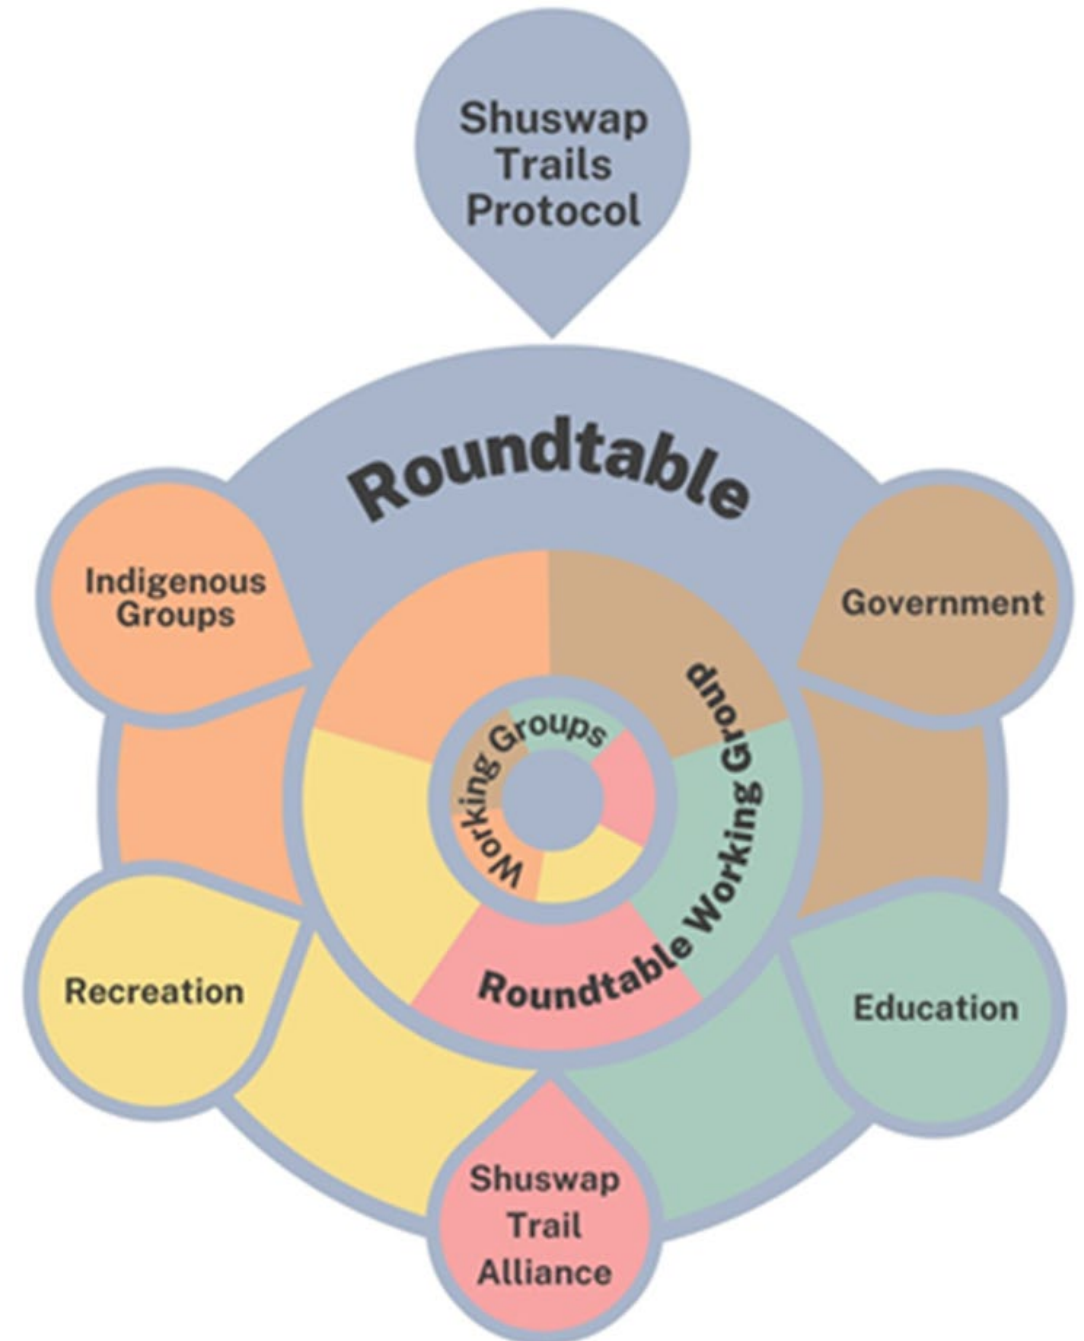 Shuswap
Trails
Protocol
Roundtable
Indigenous
Groups
Government
Working Groups
Roundtable Working Group
Recreation
Education
Shuswap
Trail
Alliance